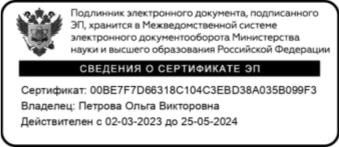 Подлинник электронного документа, подписанного
ЭП, хранится в Межведомственной системе
электронного документооборота Министерства
науки и высшего образования Российской Федерации
СВЕДЕНИЯ О СЕРТИФИКАТЕ ЭП
Сертификат: 00BE7F7D66318C104C3EBD38A035B099F3
Владелец: Петрова Ольга Викторовна
Действителен с 02-03-2023 до 25-05-2024